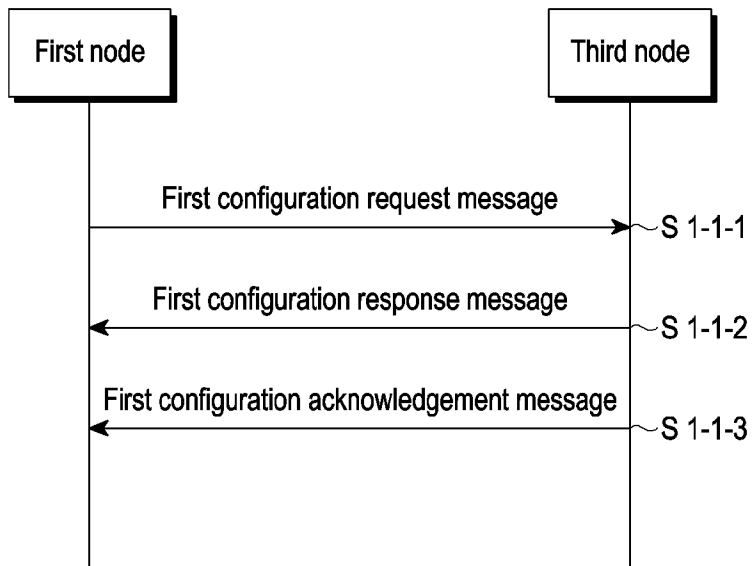 First node
Third node
First configuration request message
S 1-1-1
First configuration response message
S 1-1-2
First configuration acknowledgement message
S 1-1-3